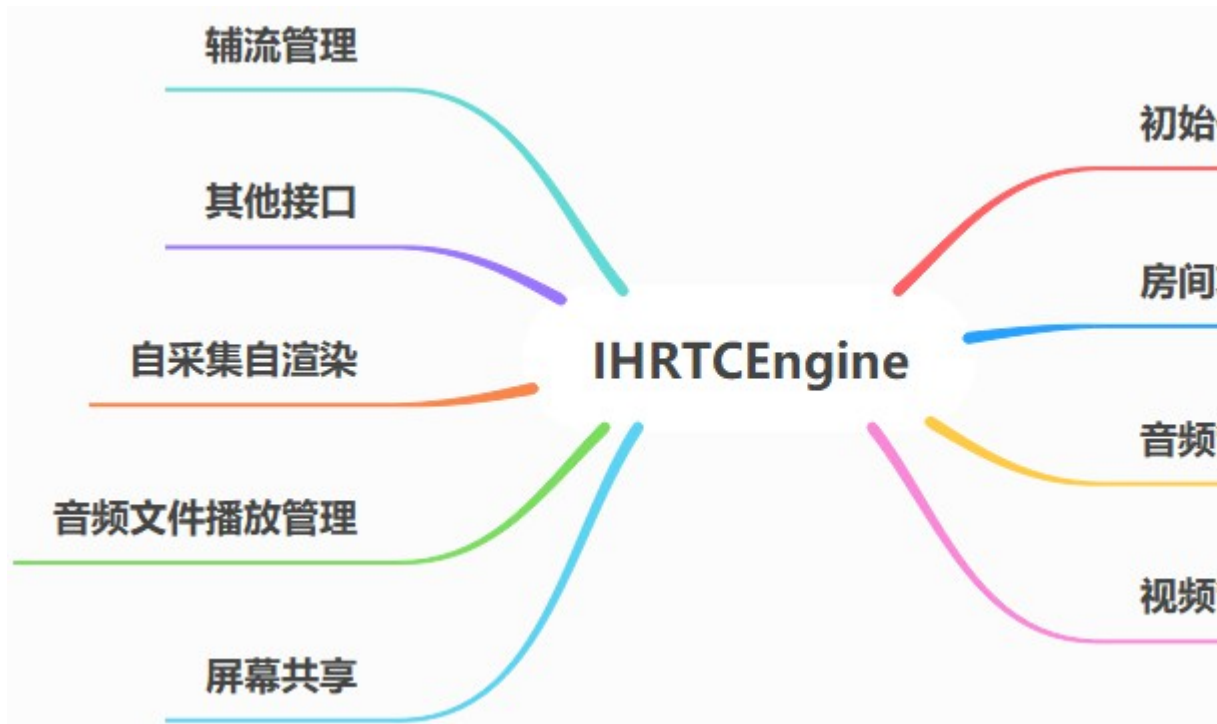 辅流管理
其他接口
自采集自渲染
音频文件播放管理
屏幕共享
IHRTCEngine
初始
房间
音频
视频